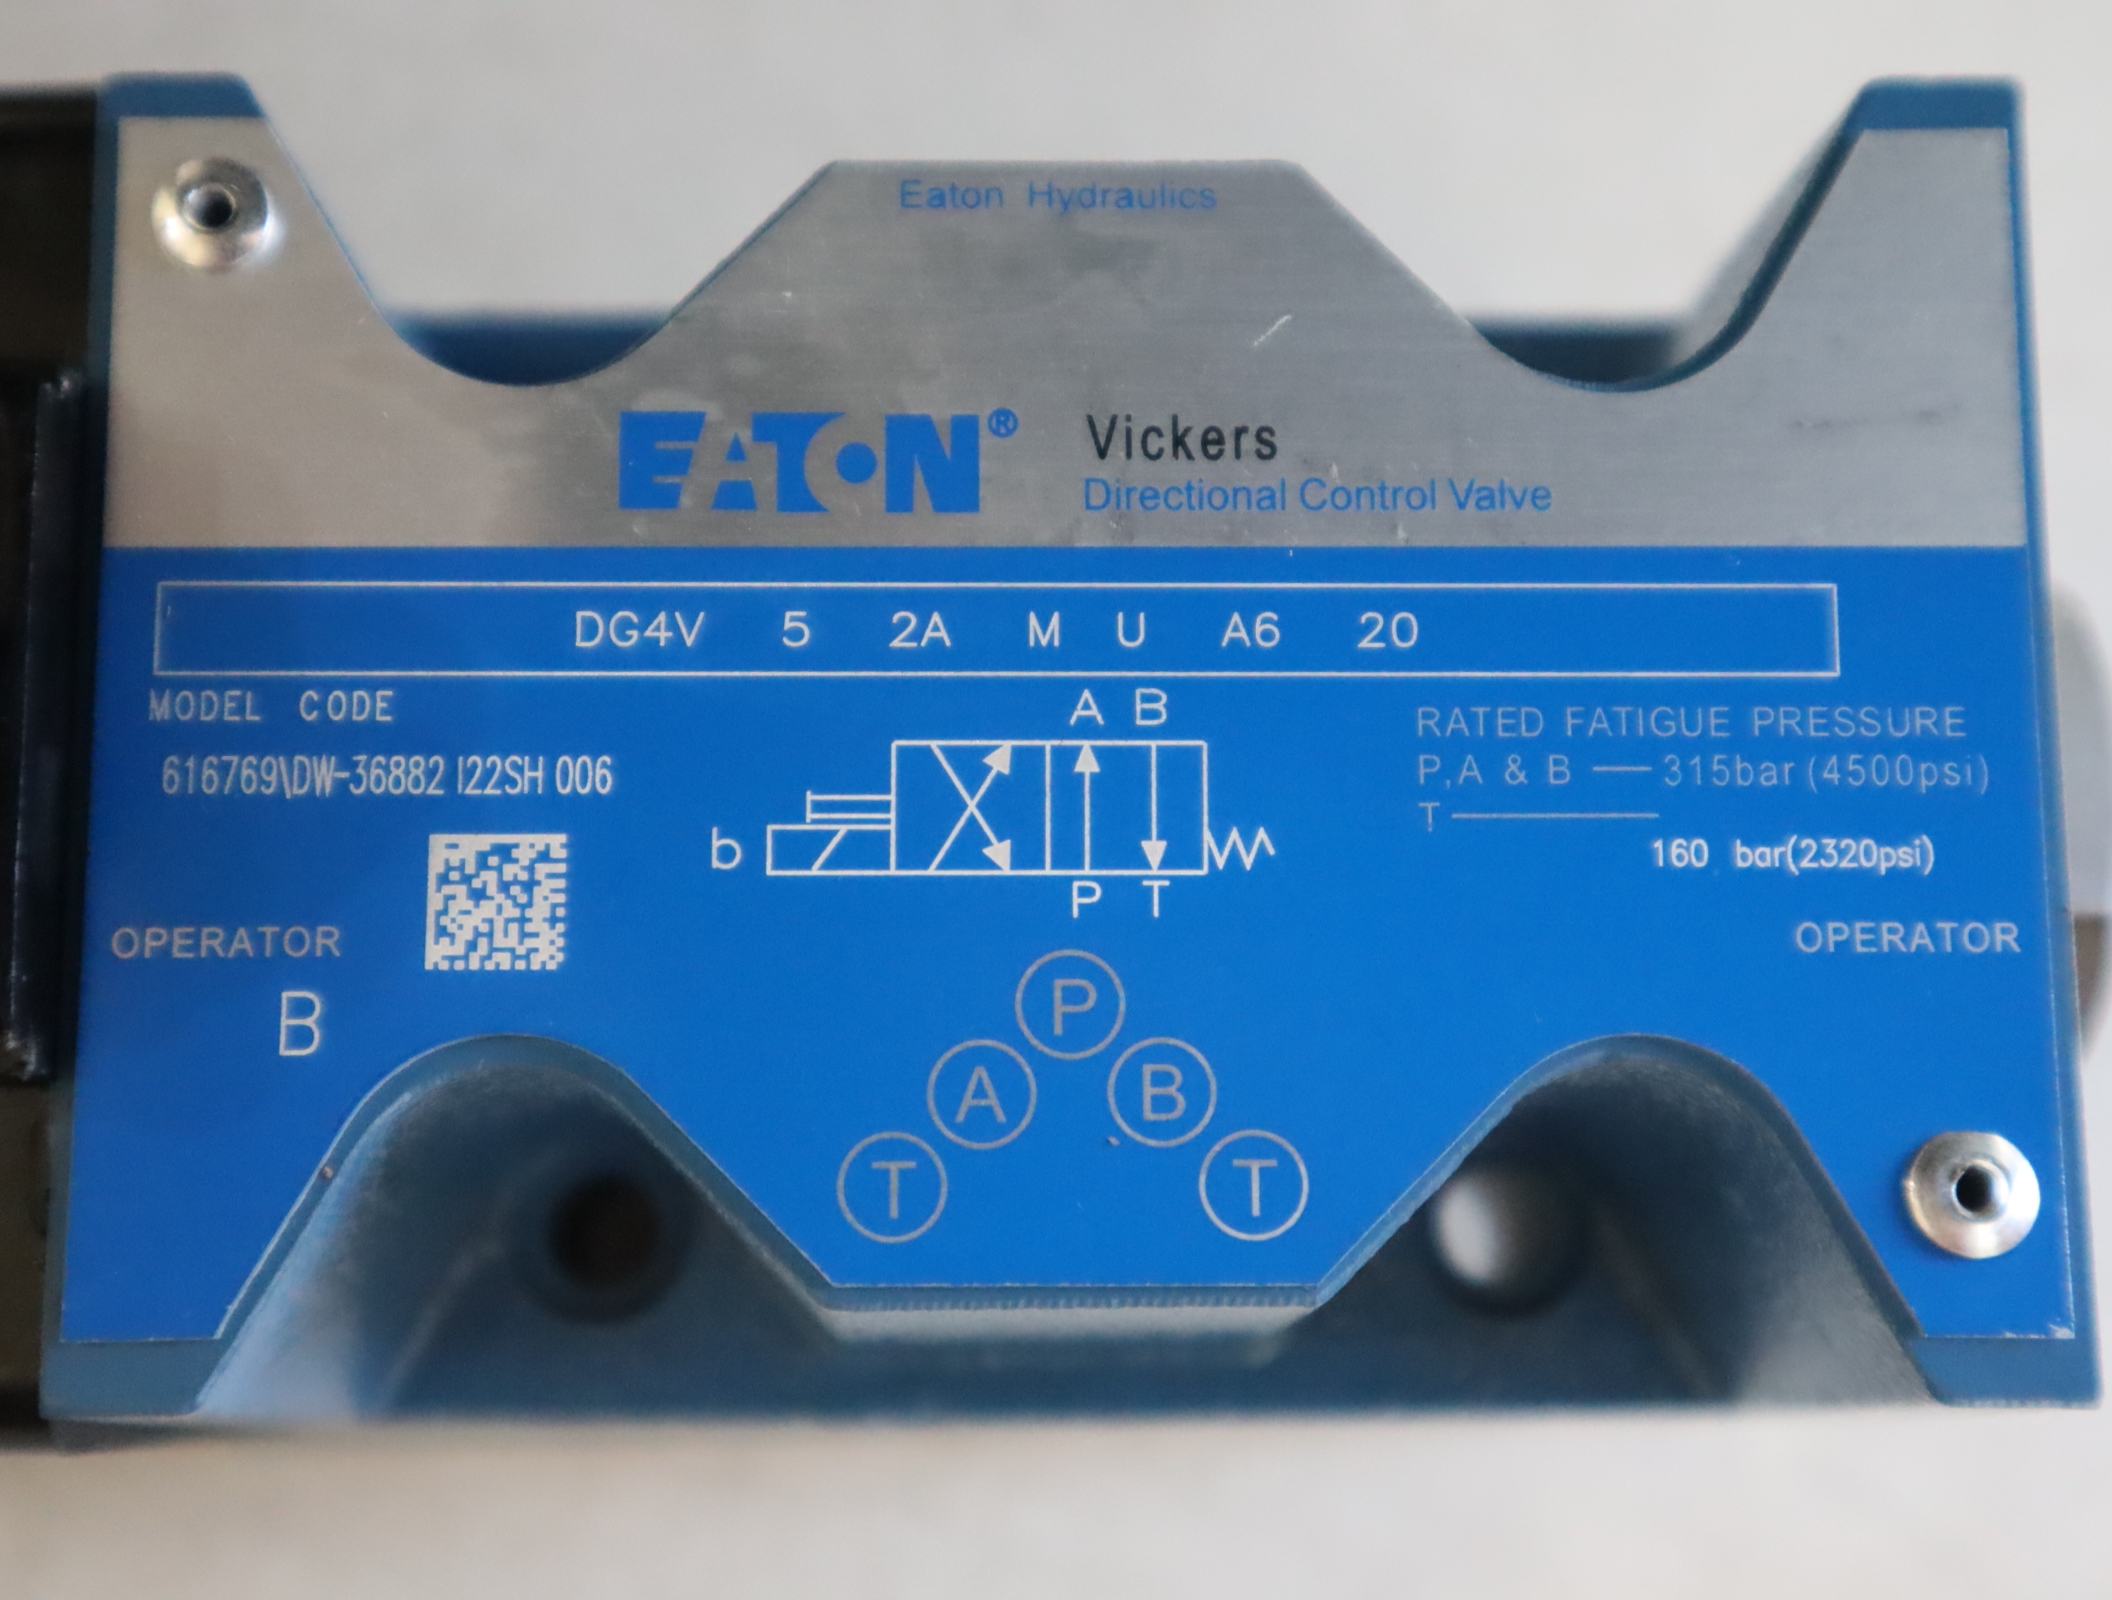 Eaton Hydraulics
EATON® Vickers
Directional Control Valve
DG4V 5 2A M U A6 20
MODEL CODE
616769\DW-36882 I22SH 006
A B
b
P T
RATED FATIGUE PRESSURE
P,A & B — 315bar (4500psi)
T —
160 bar(2320psi)
OPERATOR
B
OPERATOR
P
A B
T T